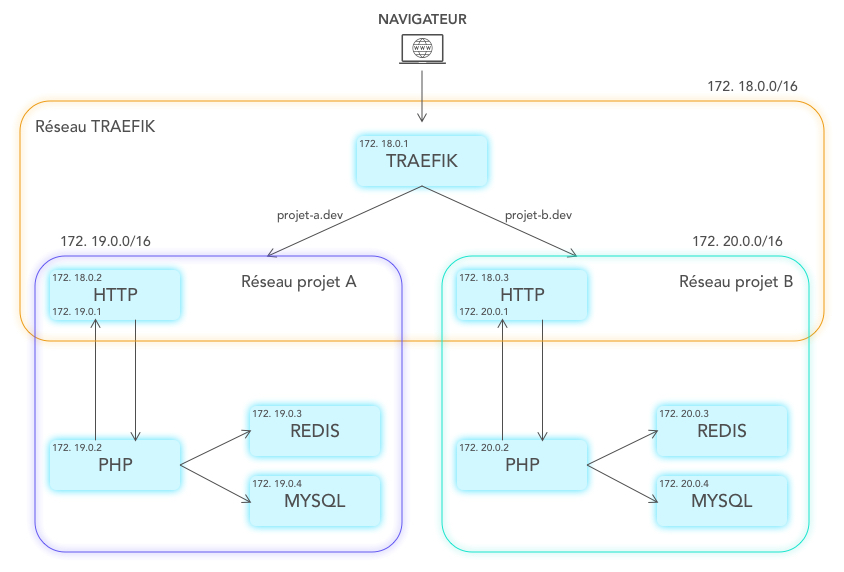 NAVIGATEUR
WWW
172. 18.0.0/16
Réseau TRAEFIK
172. 18.0.1
TRAEFIK
projet-a.dev
projet-b.dev
172. 19.0.0/16
172. 20.0.0/16
172. 18.0.2
HTTP
172. 19.0.1
Réseau projet A
172. 18.0.3
HTTP
172. 20.0.1
Réseau projet B
172. 19.0.3
REDIS
172. 19.0.2
PHP
172. 19.0.4
MYSQL
172. 20.0.3
REDIS
172. 20.0.2
PHP
172. 20.0.4
MYSQL